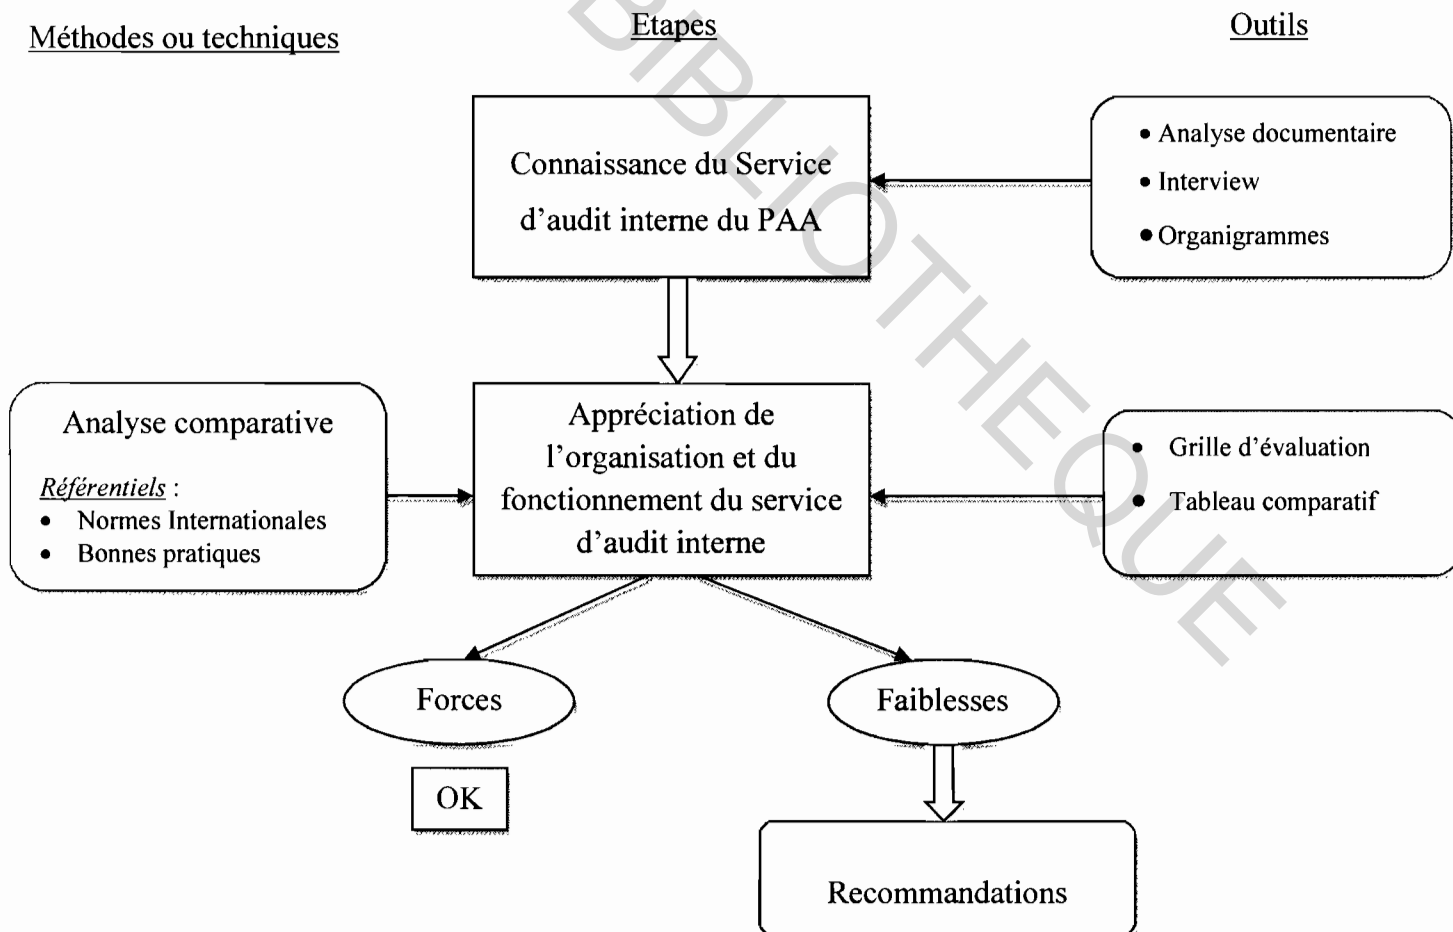 Méthodes ou techniques
Etapes
Outils
Connaissance du Service
d'audit interne du PAA
• Analyse documentaire
• Interview
• Organigrammes
Analyse comparative
Référentiels :
• Normes Internationales
• Bonnes pratiques
Appréciation de
l'organisation et du
fonctionnement du service
d'audit interne
• Grille d'évaluation
• Tableau comparatif
Forces
Faiblesses
OK
Recommandations
BIBLIOTHEQUE